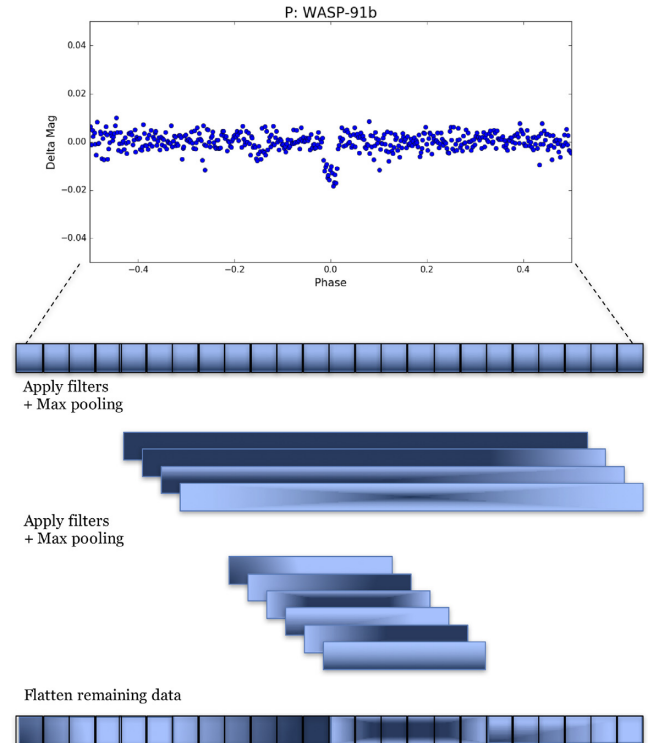 P: WASP-91b
0.04
0.02
0.00
−0.02
−0.04
Delta Mag
−0.4
−0.2
0.0
0.2
0.4
Phase
Apply filters
+ Max pooling
Apply filters
+ Max pooling
Flatten remaining data